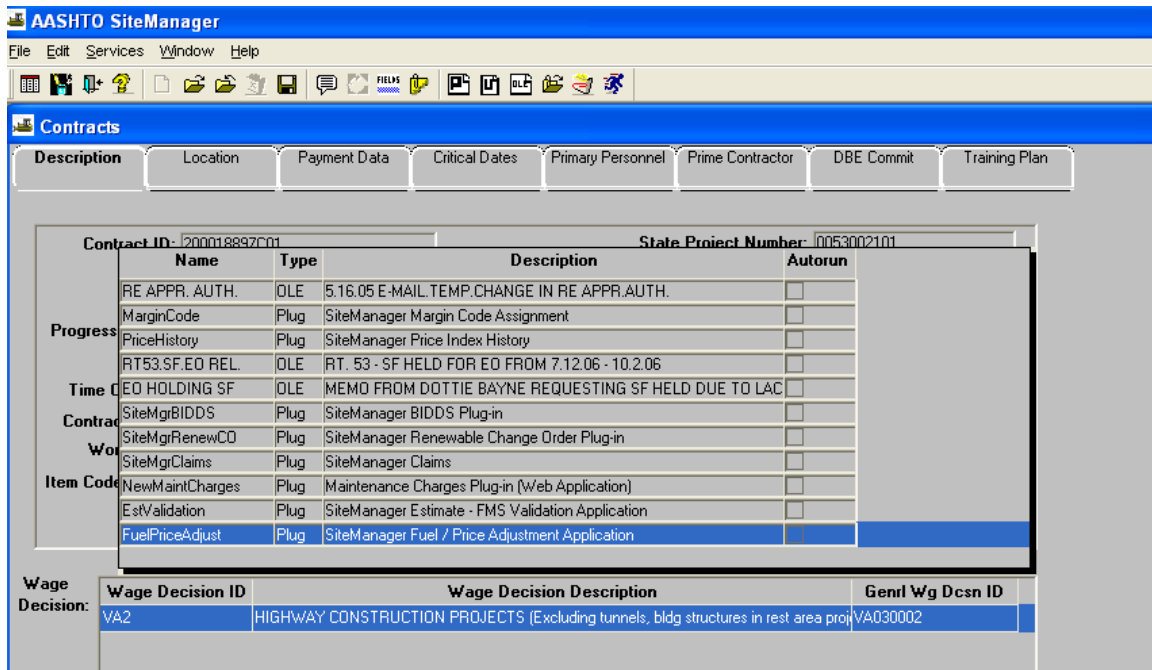 AASHTO SiteManager
File Edit Services Window Help
FIELDS OLE
Contracts
Description Location Payment Data Critical Dates Primary Personnel Prime Contractor DBE Commit Training Plan
Contract ID: 200018897C01 State Project Number: 0053002101
Name Type Description Autorun
RE APPR. AUTH. OLE 5.16.05 E-MAIL.TEMP.CHANGE IN RE APPR.AUTH.
MarginCode Plug SiteManager Margin Code Assignment
Progress
PriceHistory Plug SiteManager Price Index History
RT53.SF.EO REL. OLE RT. 53 - SF HELD FOR EO FROM 7.12.06 - 10.2.06
Time
EO HOLDING SF OLE MEMO FROM DOTTIE BAYNE REQUESTING SF HELD DUE TO LAC
SiteMgrBIDDS Plug SiteManager BIDDS Plug-in
Contrac
SiteMgrRenewCO Plug SiteManager Renewable Change Order Plug-in
Wor
SiteMgrClaims Plug SiteManager Claims
Item Code
NewMaintCharges Plug Maintenance Charges Plug-in (Web Application)
EstValidation Plug SiteManager Estimate - FMS Validation Application
FuelPriceAdjust Plug SiteManager Fuel / Price Adjustment Application
Wage Decision:
Wage Decision ID Wage Decision Description Genrl Wg Dcsn ID
VA2 HIGHWAY CONSTRUCTION PROJECTS (Excluding tunnels, bldg structures in rest area proj VA030002